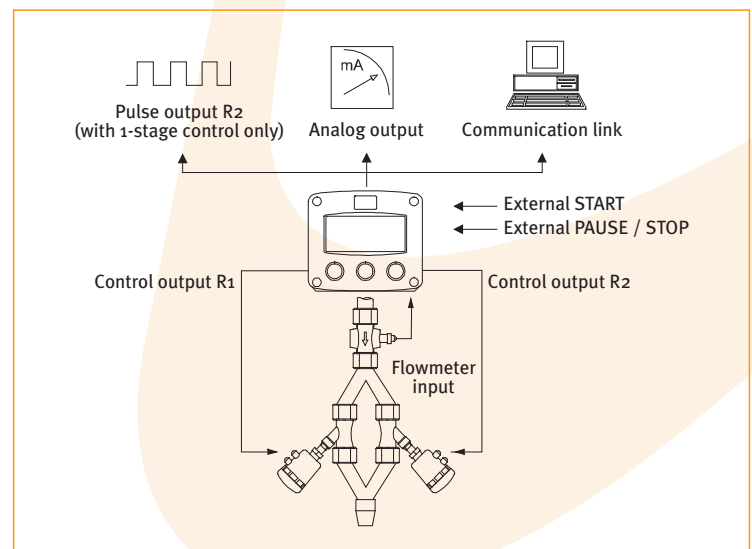 mA
Pulse output R2
(with 1-stage control only)
Analog output
Communication link
External START
External PAUSE / STOP
Control output R1
Control output R2
Flowmeter
input